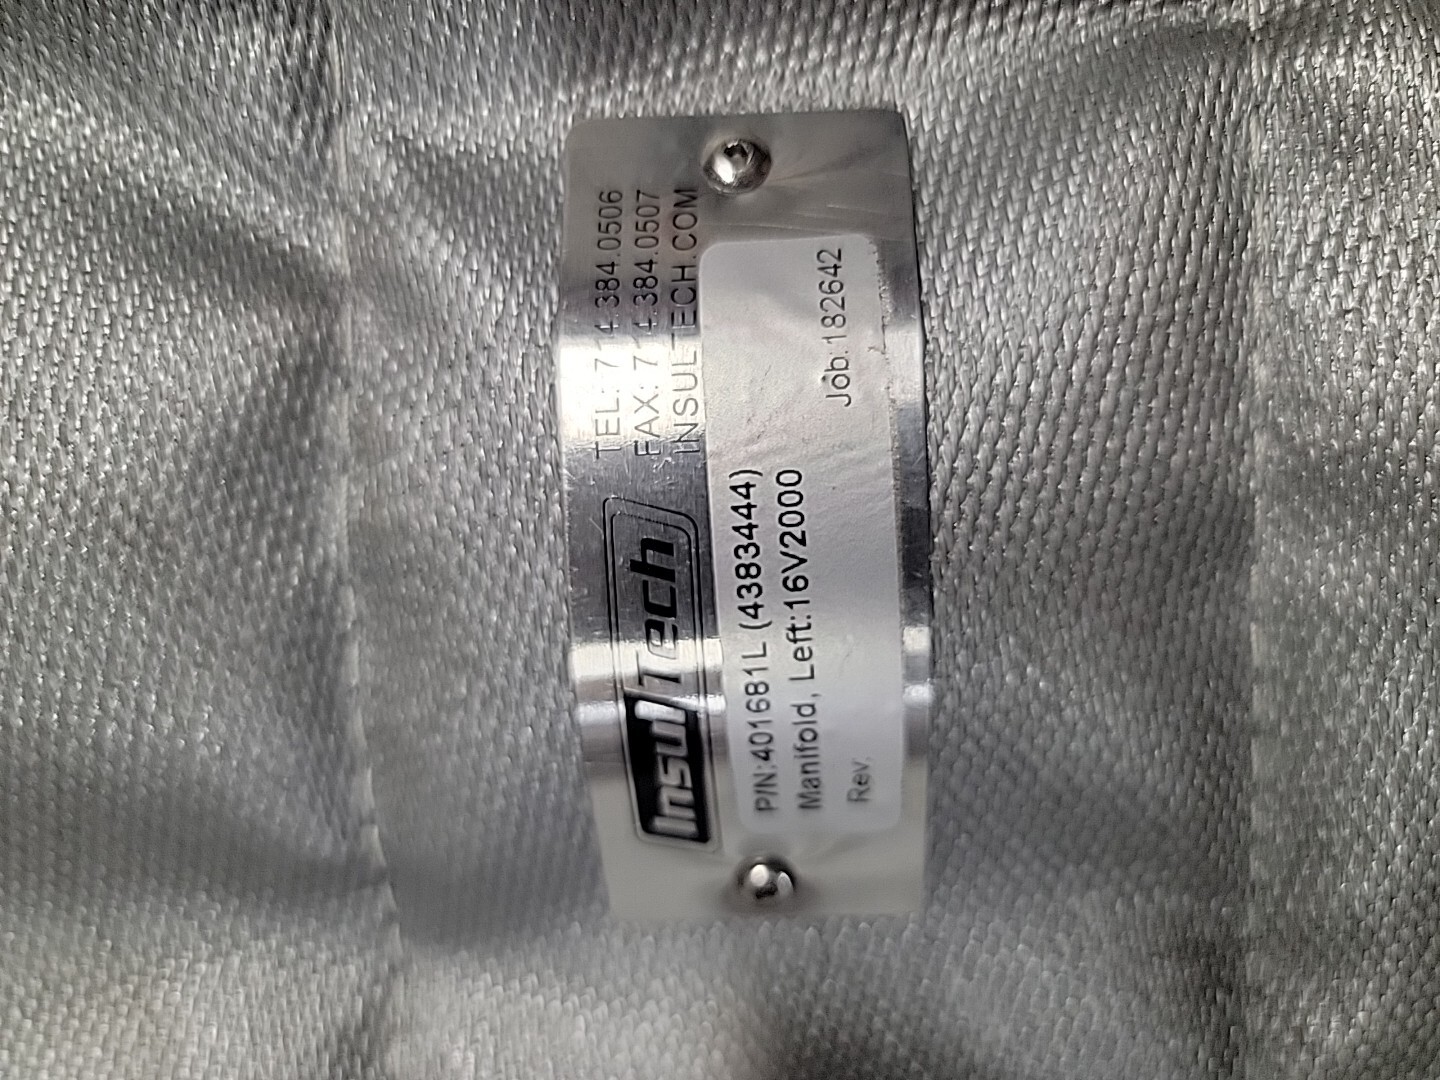 InsulTech
TEL: 714.384.0506
FAX: 714.384.0507
INSULTECH.COM
P/N:401681L (4383444)
Manifold, Left:16V2000
Rev.
Job:182642